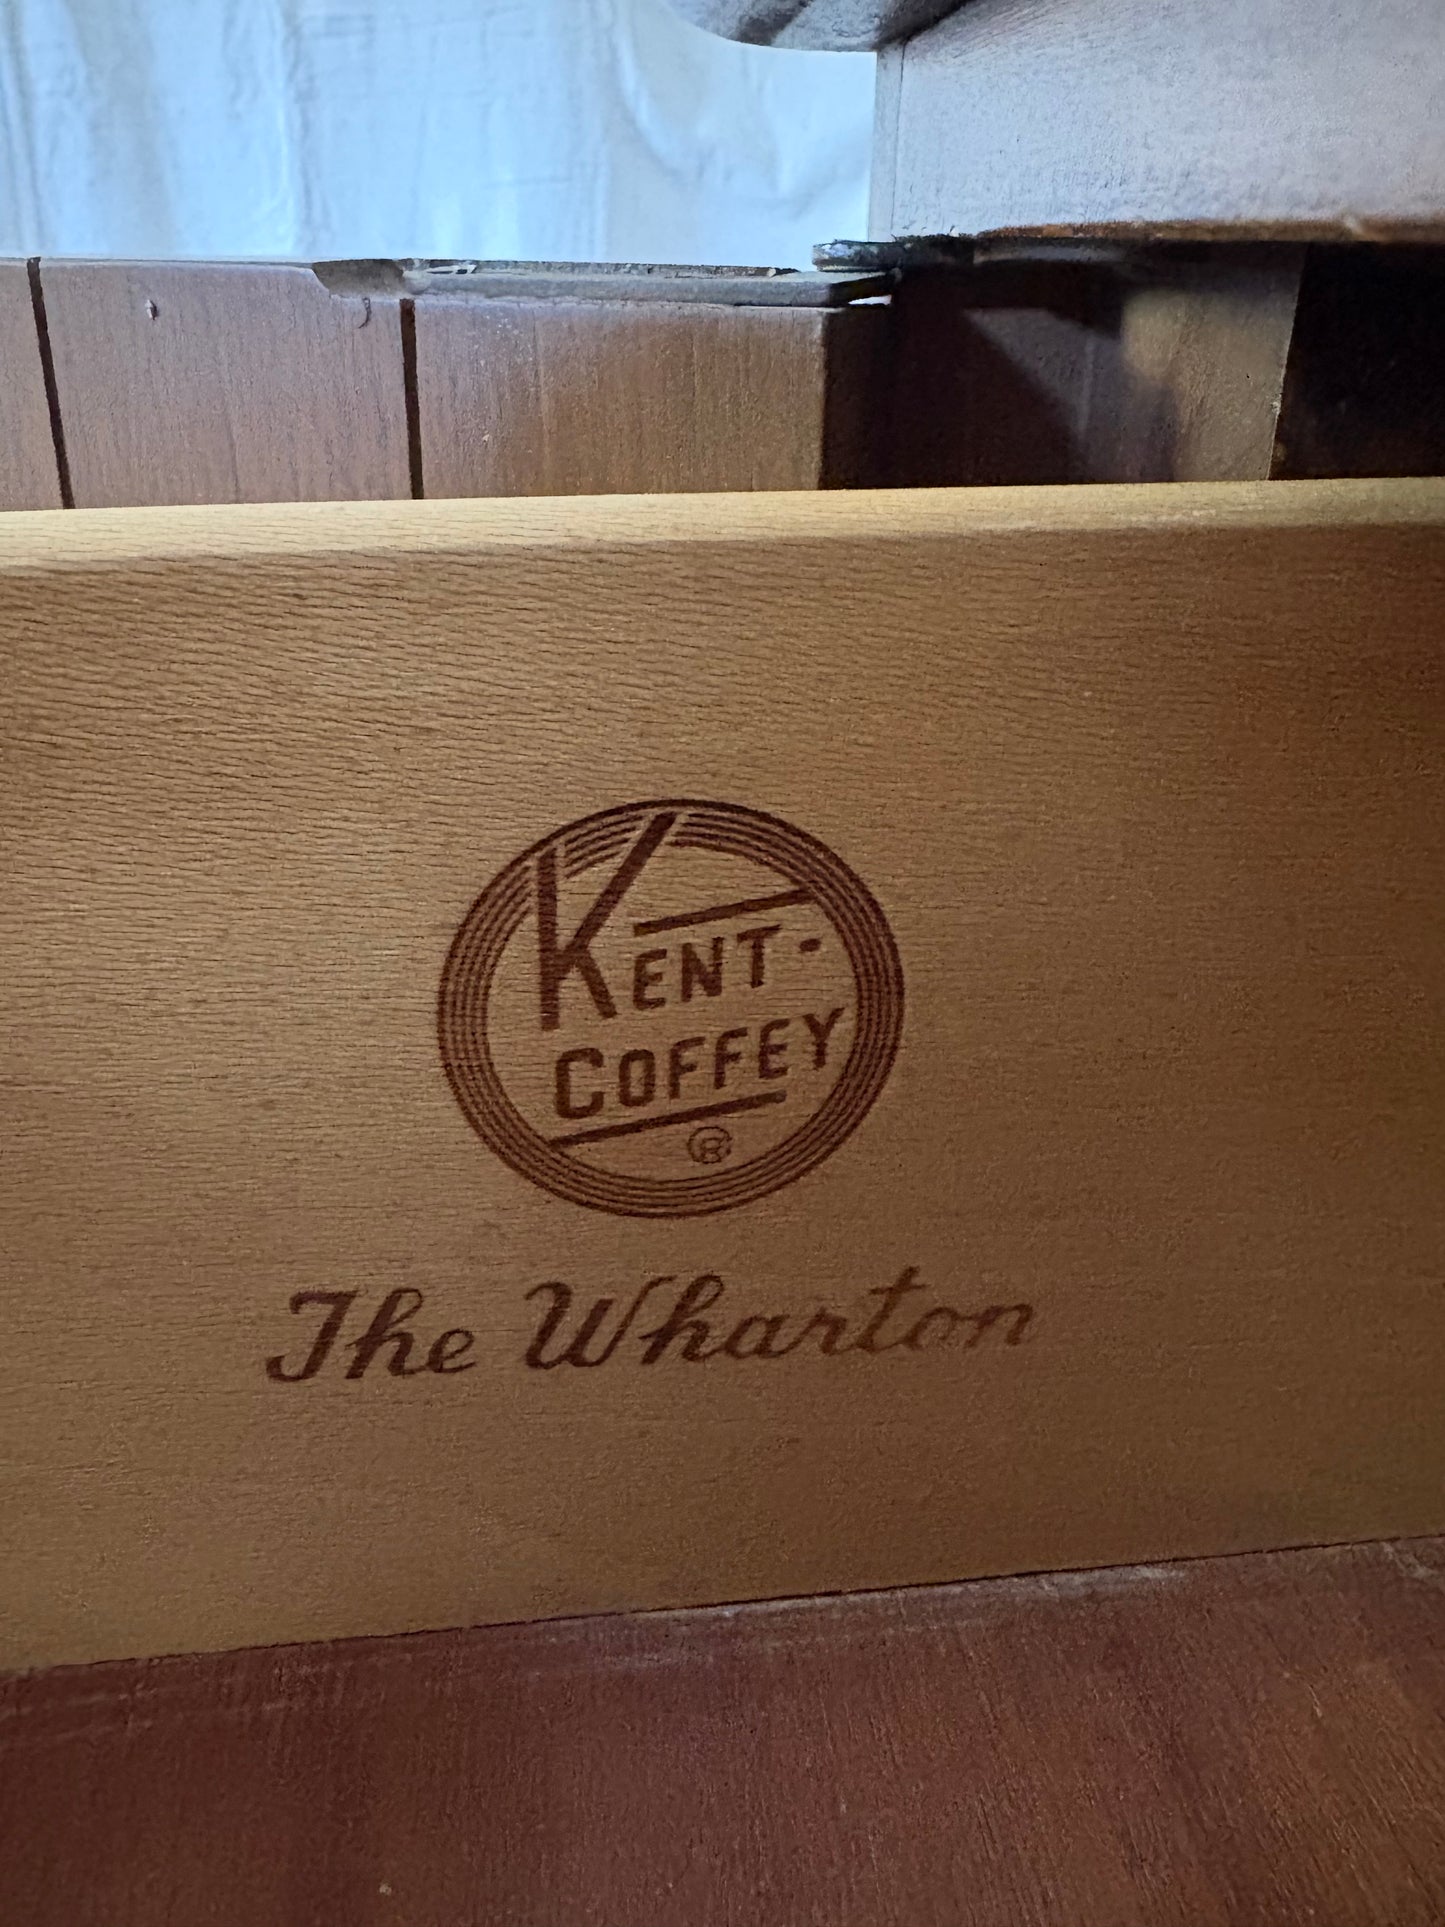 KENT-
COFFEY
®
The Wharton